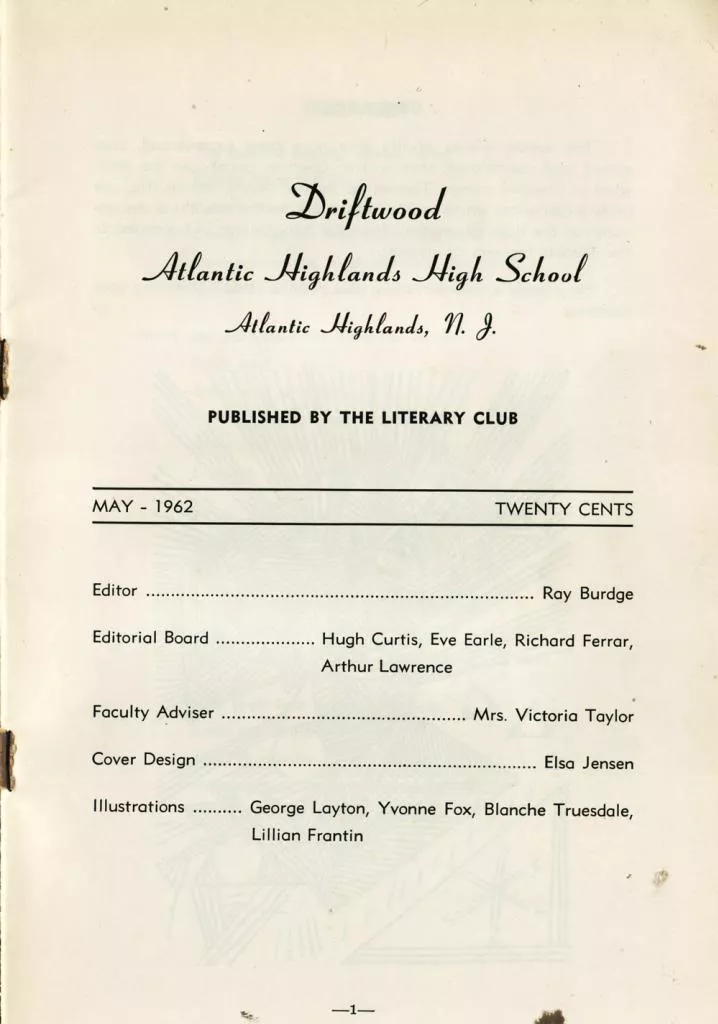 Driftwood
Atlantic Highlands High School
Atlantic Highlands, N. J.
PUBLISHED BY THE LITERARY CLUB
MAY - 1962 TWENTY CENTS
Editor ............................................................................... Ray Burdge
Editorial Board .................... Hugh Curtis, Eve Earle, Richard Ferrar,
Arthur Lawrence
Faculty Adviser ................................................. Mrs. Victoria Taylor
Cover Design ................................................................... Elsa Jensen
Illustrations .......... George Layton, Yvonne Fox, Blanche Truesdale,
Lillian Frantin
—1—